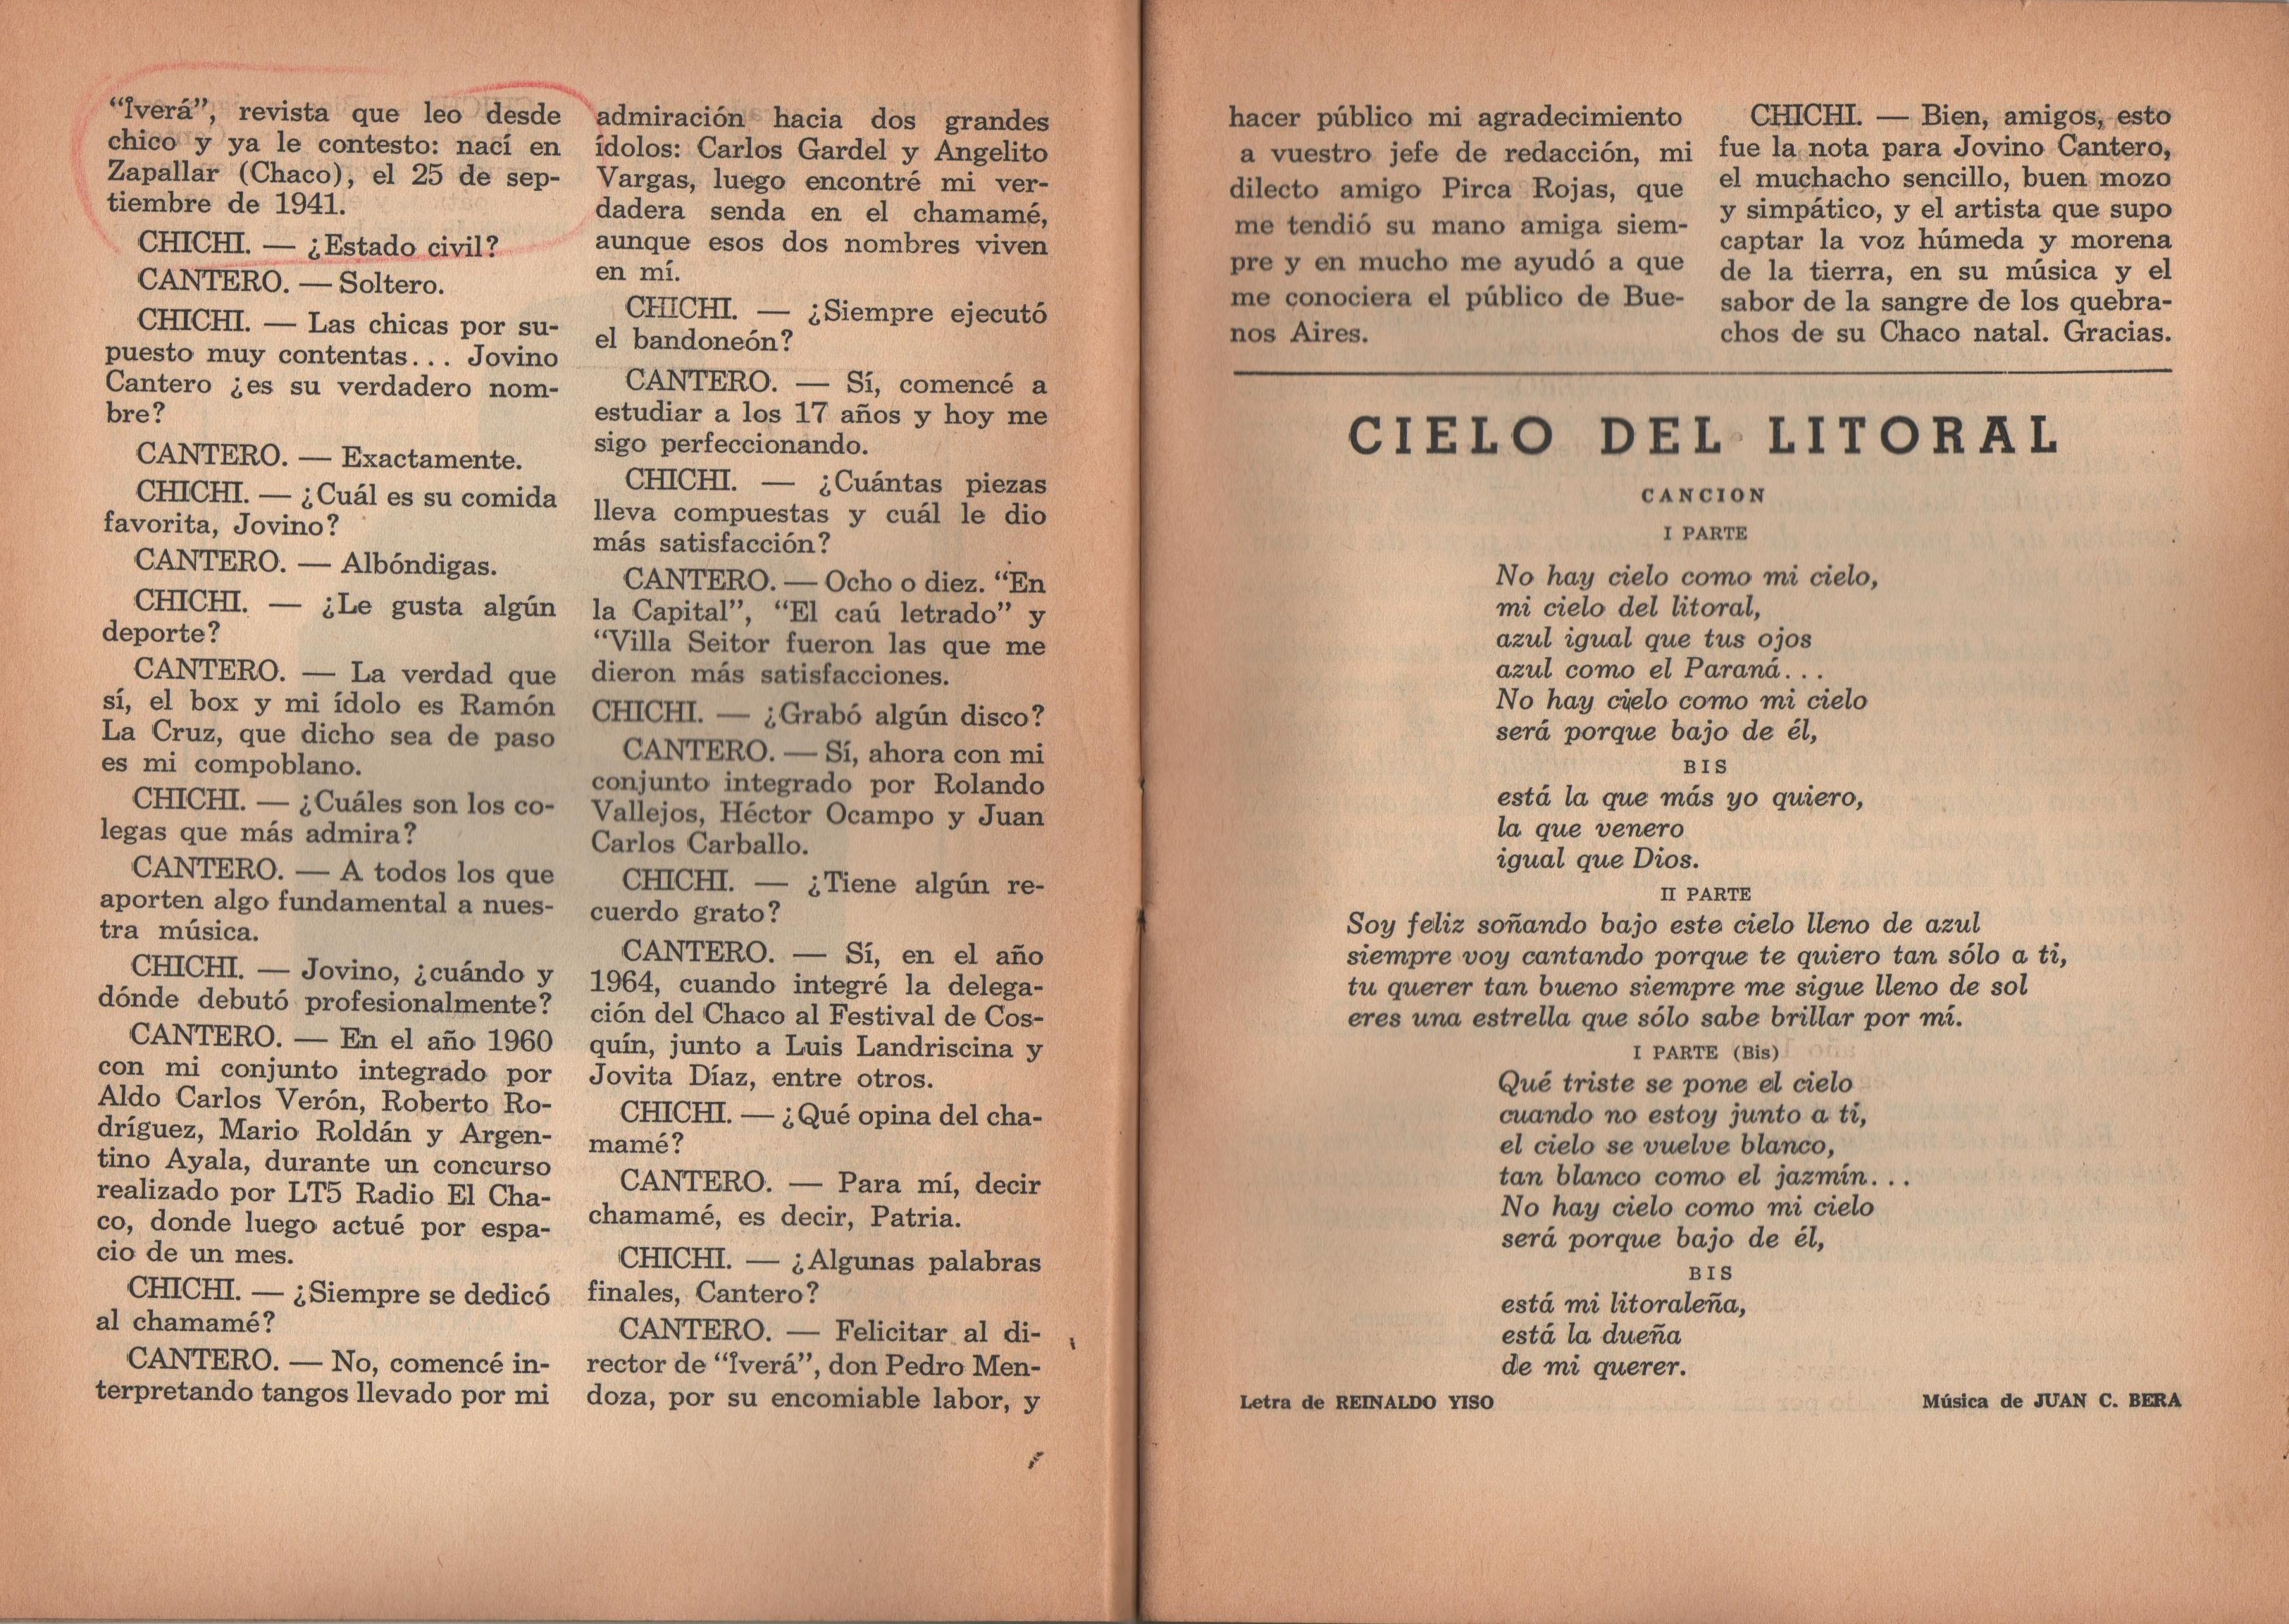 “Îverá”, revista que leo desde
chico y ya le contesto: nací en
Zapallar (Chaco), el 25 de sep-
tiembre de 1941.
CHICHI. — ¿Estado civil?
CANTERO. — Soltero.
CHICHI. — Las chicas por su-
puesto muy contentas... Jovino
Cantero ¿es su verdadero nom-
bre?
CANTERO. — Exactamente.
CHICHI. — ¿Cuál es su comida
favorita, Jovino?
CANTERO. — Albóndigas.
CHICHI. — ¿Le gusta algún
deporte?
CANTERO. — La verdad que
sí, el box y mi ídolo es Ramón
La Cruz, que dicho sea de paso
es mi compoblano.
CHICHI. — ¿Cuáles son los co-
legas que más admira?
CANTERO. — A todos los que
aporten algo fundamental a nues-
tra música.
CHICHI. — Jovino, ¿cuándo y
dónde debutó profesionalmente?
CANTERO. — En el año 1960
con mi conjunto integrado por
Aldo Carlos Verón, Roberto Ro-
dríguez, Mario Roldán y Argen-
tino Ayala, durante un concurso
realizado por LT5 Radio El Cha-
co, donde luego actué por espa-
cio de un mes.
CHICHI. — ¿Siempre se dedicó
al chamamé?
CANTERO. — No, comencé in-
terpretando tangos llevado por mi
admiración hacia dos grandes
ídolos: Carlos Gardel y Angelito
Vargas, luego encontré mi ver-
dadera senda en el chamamé,
aunque esos dos nombres viven
en mí.
CHICHI. — ¿Siempre ejecutó
el bandoneón?
CANTERO. — Sí, comencé a
estudiar a los 17 años y hoy me
sigo perfeccionando.
CHICHI. — ¿Cuántas piezas
lleva compuestas y cuál le dio
más satisfacción?
CANTERO. — Ocho o diez. “En
la Capital”, “El caú letrado” y
“Villa Seitor fueron las que me
dieron más satisfacciones.
CHICHI. — ¿Grabó algún disco?
CANTERO. — Sí, ahora con mi
conjunto integrado por Rolando
Vallejos, Héctor Ocampo y Juan
Carlos Carballo.
CHICHI. — ¿Tiene algún re-
cuerdo grato?
CANTERO. — Sí, en el año
1964, cuando integré la delega-
ción del Chaco al Festival de Cos-
quín, junto a Luis Landriscina y
Jovita Díaz, entre otros.
CHICHI. — ¿Qué opina del cha-
mamé?
CANTERO. — Para mí, decir
chamamé, es decir, Patria.
CHICHI. — ¿Algunas palabras
finales, Cantero?
CANTERO. — Felicitar al di-
rector de “Îverá”, don Pedro Men-
doza, por su encomiable labor, y
hacer público mi agradecimiento
a vuestro jefe de redacción, mi
dilecto amigo Pirca Rojas, que
me tendió su mano amiga siem-
pre y en mucho me ayudó a que
me conociera el público de Bue-
nos Aires.
CHICHI. — Bien, amigos, esto
fue la nota para Jovino Cantero,
el muchacho sencillo, buen mozo
y simpático, y el artista que supo
captar la voz húmeda y morena
de la tierra, en su música y el
sabor de la sangre de los quebra-
chos de su Chaco natal. Gracias.
CIELO DEL LITORAL
CANCION
I PARTE
No hay cielo como mi cielo,
mi cielo del litoral,
azul igual que tus ojos
azul como el Paraná...
No hay cielo como mi cielo
será porque bajo de él,
BIS
está la que más yo quiero,
la que venero
igual que Dios.
II PARTE
Soy feliz soñando bajo este cielo lleno de azul
siempre voy cantando porque te quiero tan sólo a ti,
tu querer tan bueno siempre me sigue lleno de sol
eres una estrella que sólo sabe brillar por mí.
I PARTE (Bis)
Qué triste se pone el cielo
cuando no estoy junto a ti,
el cielo se vuelve blanco,
tan blanco como el jazmín...
No hay cielo como mi cielo
será porque bajo de él,
BIS
está mi litoraleña,
está la dueña
de mi querer.
Letra de REINALDO YISO
Música de JUAN C. BERA